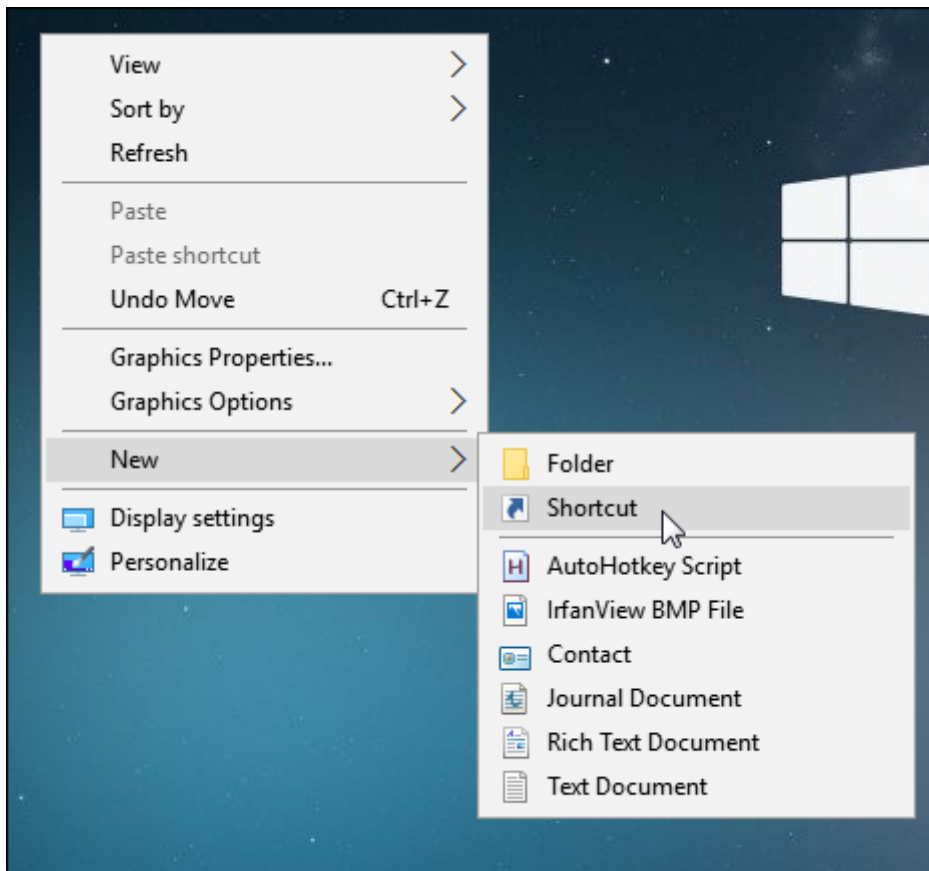 View
Sort by
Refresh
Paste
Paste shortcut
Undo Move Ctrl+Z
Graphics Properties...
Graphics Options
New
Display settings
Personalize
Folder
Shortcut
AutoHotkey Script
IrfanView BMP File
Contact
Journal Document
Rich Text Document
Text Document